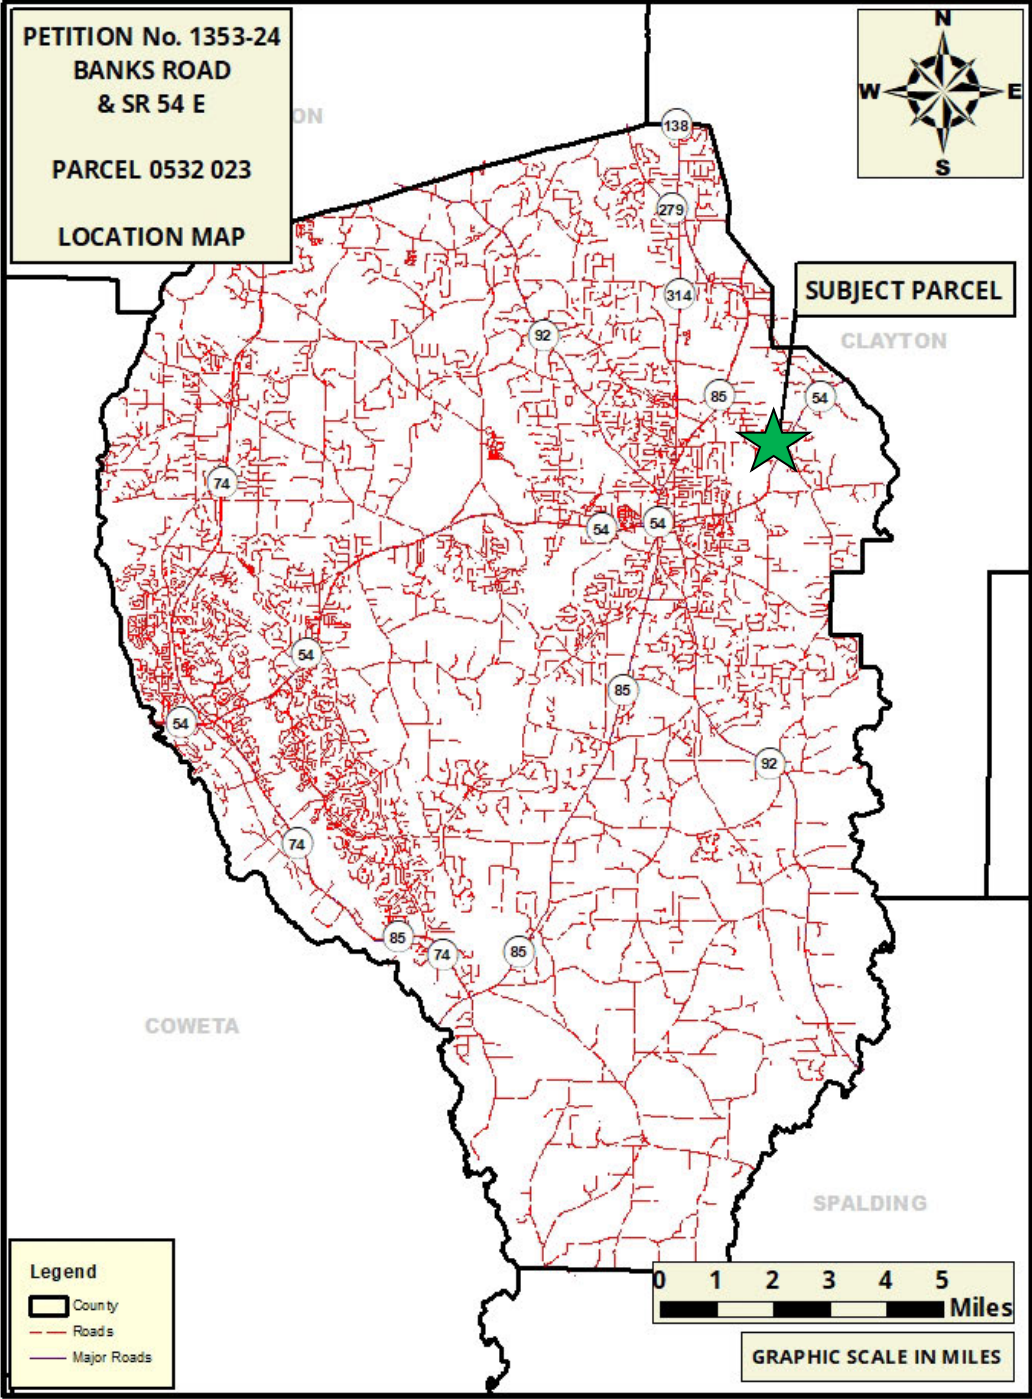 PETITION No. 1353-24
BANKS ROAD
& SR 54 E
PARCEL 0532 023
LOCATION MAP
ON
N
W
E
S
138
279
314
SUBJECT PARCEL
92
CLAYTON
85
54
74
54
54
54
85
54
92
74
85
74
85
COWETA
SPALDING
Legend
County
Roads
Major Roads
0 1 2 3 4 5
Miles
GRAPHIC SCALE IN MILES